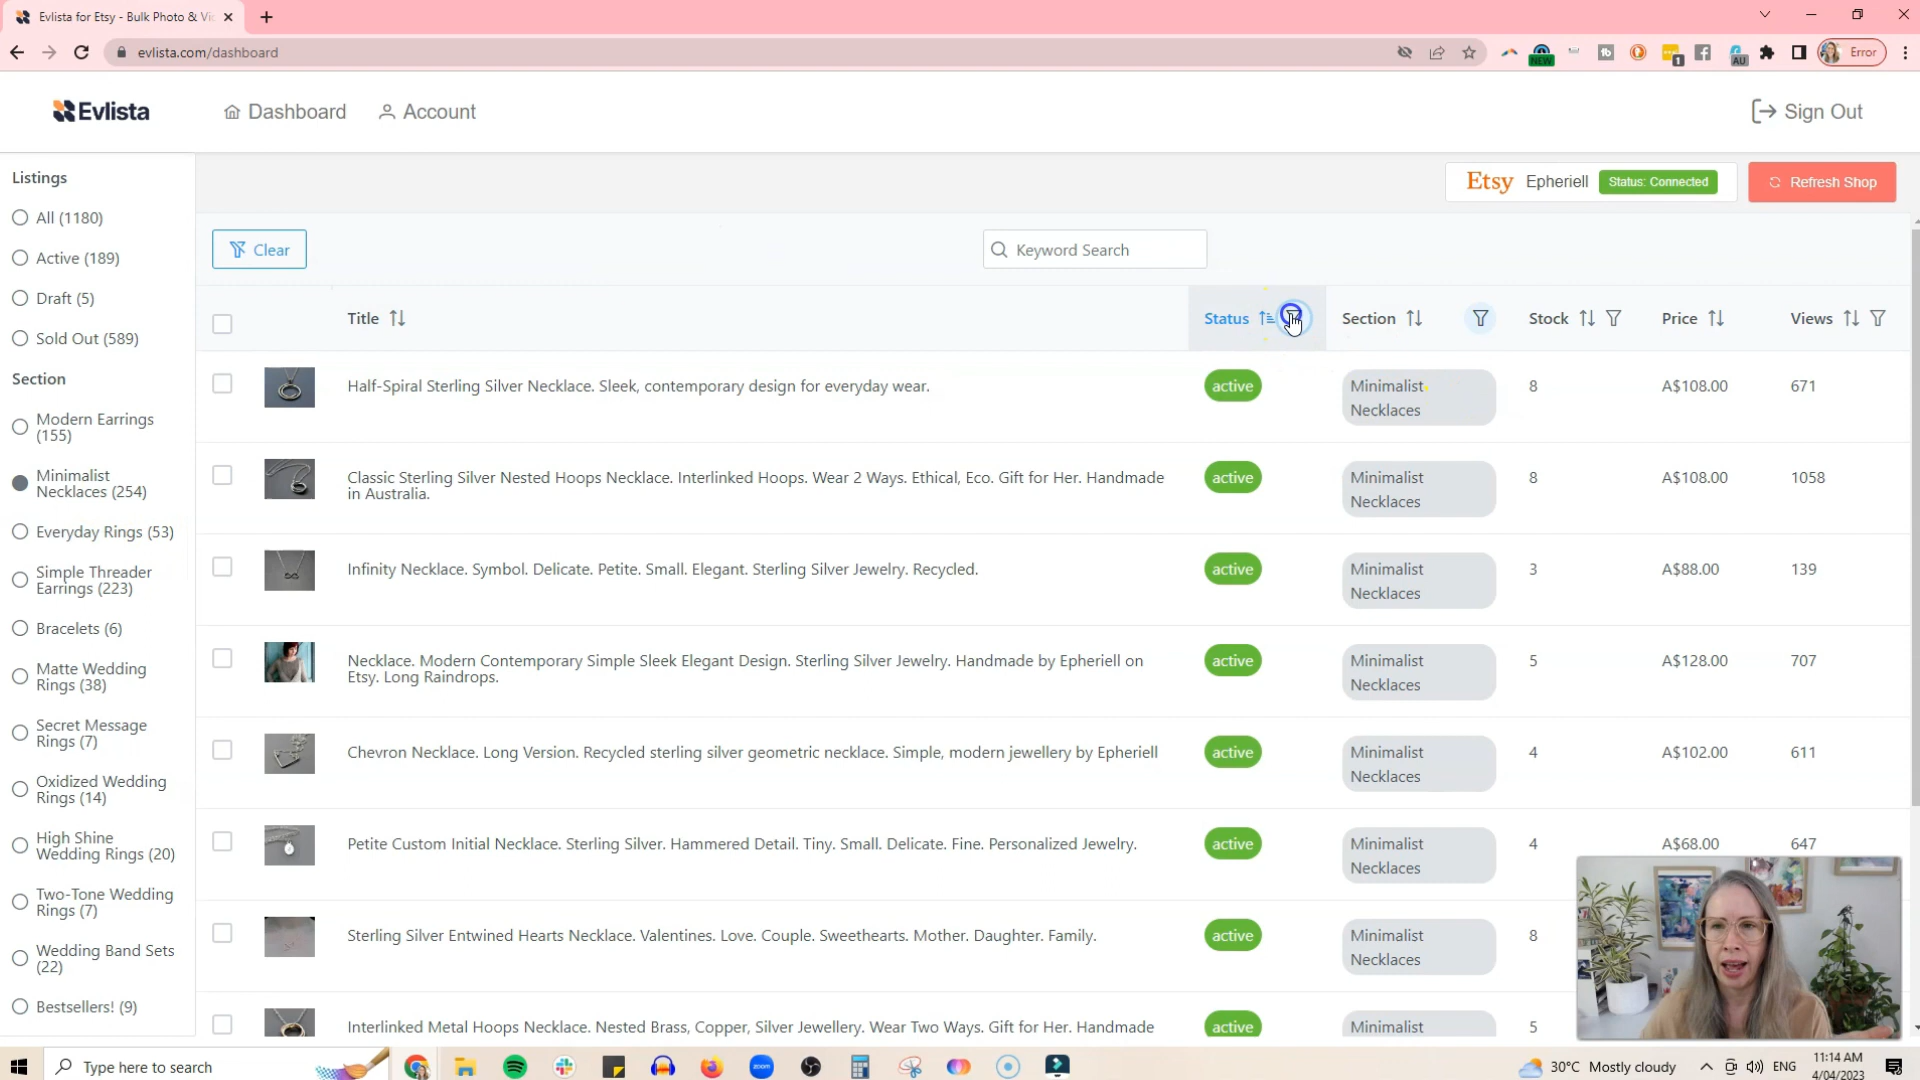 Evlista for Etsy - Bulk Photo & Vi
evlista.com/dashboard
NEW
1
AU
Error
Evlista
Dashboard
Account
Sign Out
Listings
All (1180)
Active (189)
Draft (5)
Sold Out (589)
Section
Modern Earrings
(155)
Minimalist
Necklaces (254)
Everyday Rings (53)
Simple Threader
Earrings (223)
Bracelets (6)
Matte Wedding
Rings (38)
Secret Message
Rings (7)
Oxidized Wedding
Rings (14)
High Shine
Wedding Rings (20)
Two-Tone Wedding
Rings (7)
Wedding Band Sets
(22)
Bestsellers! (9)
Etsy Epheriell Status: Connected
Refresh Shop
Clear
Keyword Search
Title Status Section Stock Price Views
Half-Spiral Sterling Silver Necklace. Sleek, contemporary design for everyday wear.
active
Minimalist
Necklaces
8
A$108.00
671
Classic Sterling Silver Nested Hoops Necklace. Interlinked Hoops. Wear 2 Ways. Ethical, Eco. Gift for Her. Handmade
in Australia.
active
Minimalist
Necklaces
8
A$108.00
1058
Infinity Necklace. Symbol. Delicate. Petite. Small. Elegant. Sterling Silver Jewelry. Recycled.
active
Minimalist
Necklaces
3
A$88.00
139
Necklace. Modern Contemporary Simple Sleek Elegant Design. Sterling Silver Jewelry. Handmade by Epheriell on
Etsy. Long Raindrops.
active
Minimalist
Necklaces
5
A$128.00
707
Chevron Necklace. Long Version. Recycled sterling silver geometric necklace. Simple, modern jewellery by Epheriell
active
Minimalist
Necklaces
4
A$102.00
611
Petite Custom Initial Necklace. Sterling Silver. Hammered Detail. Tiny. Small. Delicate. Fine. Personalized Jewelry.
active
Minimalist
Necklaces
4
A$68.00
647
Sterling Silver Entwined Hearts Necklace. Valentines. Love. Couple. Sweethearts. Mother. Daughter. Family.
active
Minimalist
Necklaces
8
Interlinked Metal Hoops Necklace. Nested Brass, Copper, Silver Jewellery. Wear Two Ways. Gift for Her. Handmade
active
Minimalist
5
Type here to search
zoom
30°C Mostly cloudy
ENG
11:14 AM
4/04/2023